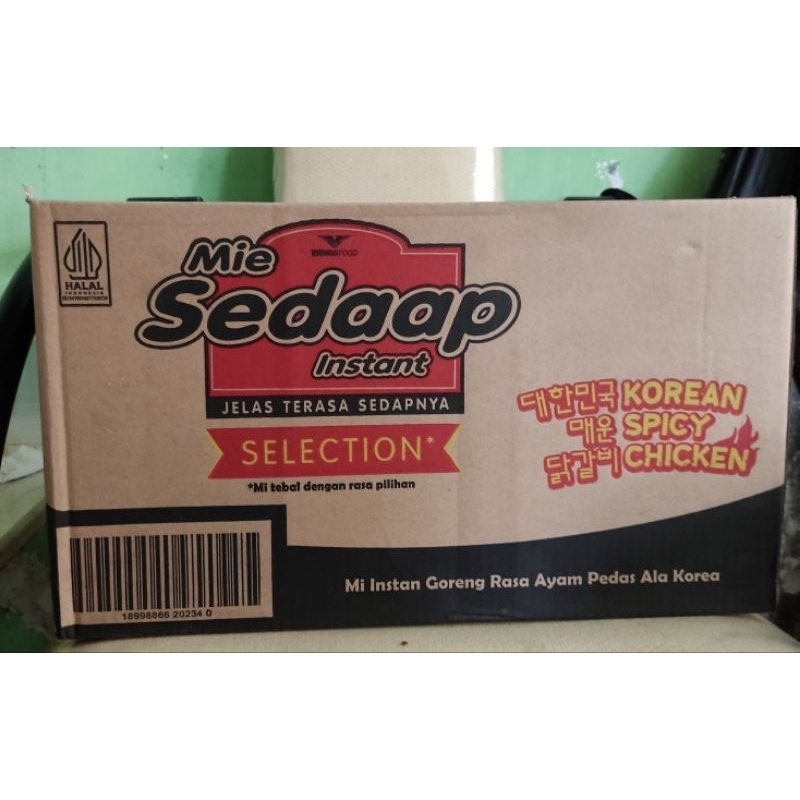 HALAL
INDONESIA
WINGSFOOD
Mie
Sedaap
Instant
JELAS TERASA SEDAPNYA
SELECTION*
*Mi tebal dengan rasa pilihan
대한민국 KOREAN
매운 SPICY
닭갈비 CHICKEN
18998866 20234 0
Mi Instan Goreng Rasa Ayam Pedas Ala Korea